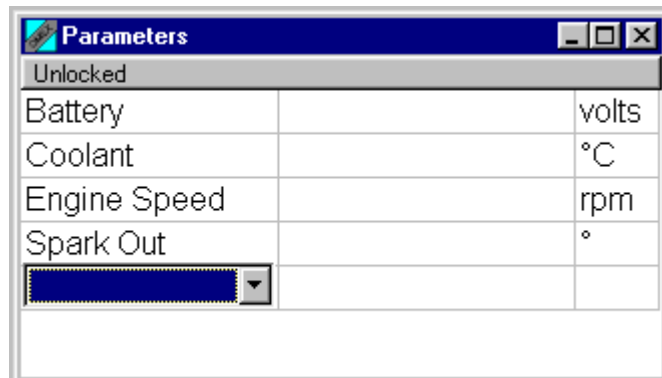 Parameters
Unlocked
Battery volts
Coolant °C
Engine Speed rpm
Spark Out °